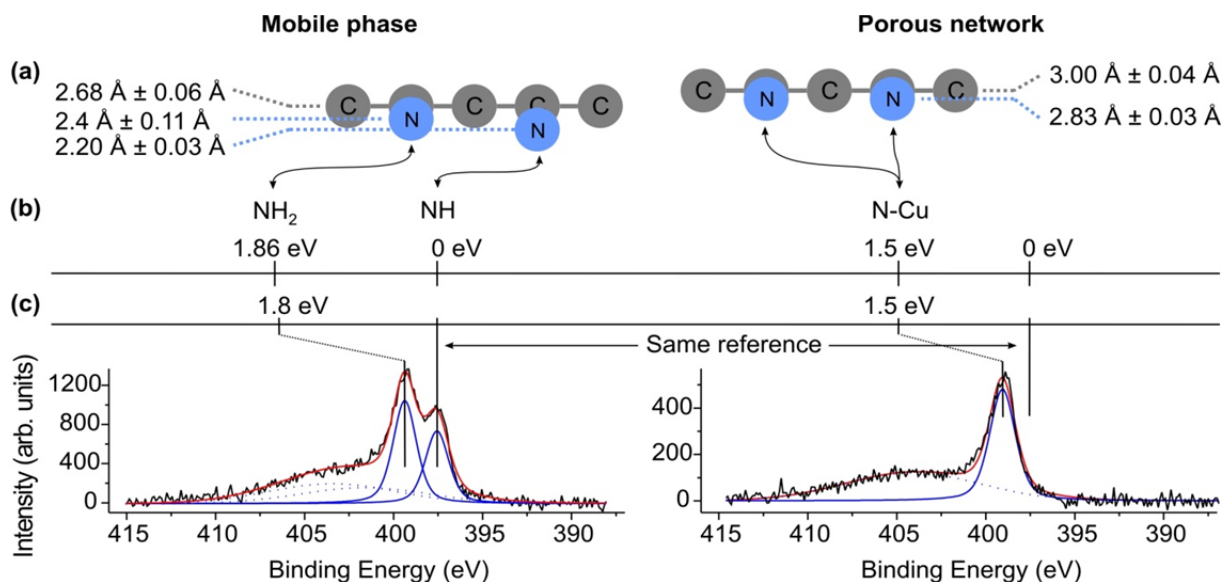 Mobile phase Porous network
(a)
2.68 Å ± 0.06 Å C C C C C N N
2.4 Å ± 0.11 Å
2.20 Å ± 0.03 Å
C N C N C 3.00 Å ± 0.04 Å
2.83 Å ± 0.03 Å
(b) NH₂ NH N-Cu
1.86 eV 0 eV 1.5 eV 0 eV
(c) 1.8 eV 1.5 eV
Same reference
Intensity (arb. units)
1200
800
400
0
415 410 405 400 395 390
Binding Energy (eV)
400
200
0
415 410 405 400 395 390
Binding Energy (eV)